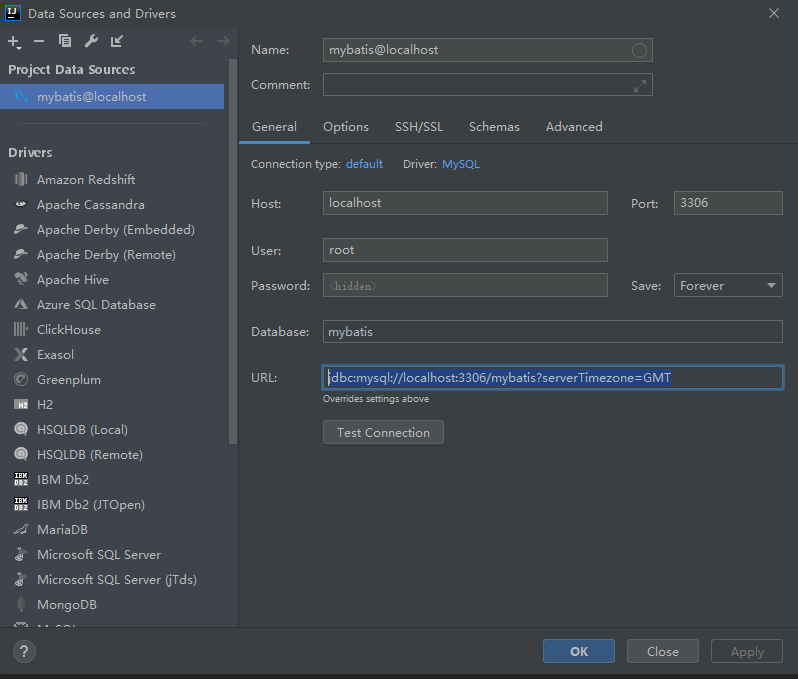 Data Sources and Drivers
Project Data Sources
mybatis@localhost
Drivers
Amazon Redshift
Apache Cassandra
Apache Derby (Embedded)
Apache Derby (Remote)
Apache Hive
Azure SQL Database
ClickHouse
Exasol
Greenplum
H2
HSQLDB (Local)
HSQLDB (Remote)
IBM Db2
IBM Db2 (JTOpen)
MariaDB
Microsoft SQL Server
Microsoft SQL Server (jTds)
MongoDB
Name: mybatis@localhost
Comment:
General Options SSH/SSL Schemas Advanced
Connection type: default Driver: MySQL
Host: localhost Port: 3306
User: root
Password: <hidden> Save: Forever
Database: mybatis
URL: jdbc:mysql://localhost:3306/mybatis?serverTimezone=GMT
Overrides settings above
Test Connection
? OK Close Apply